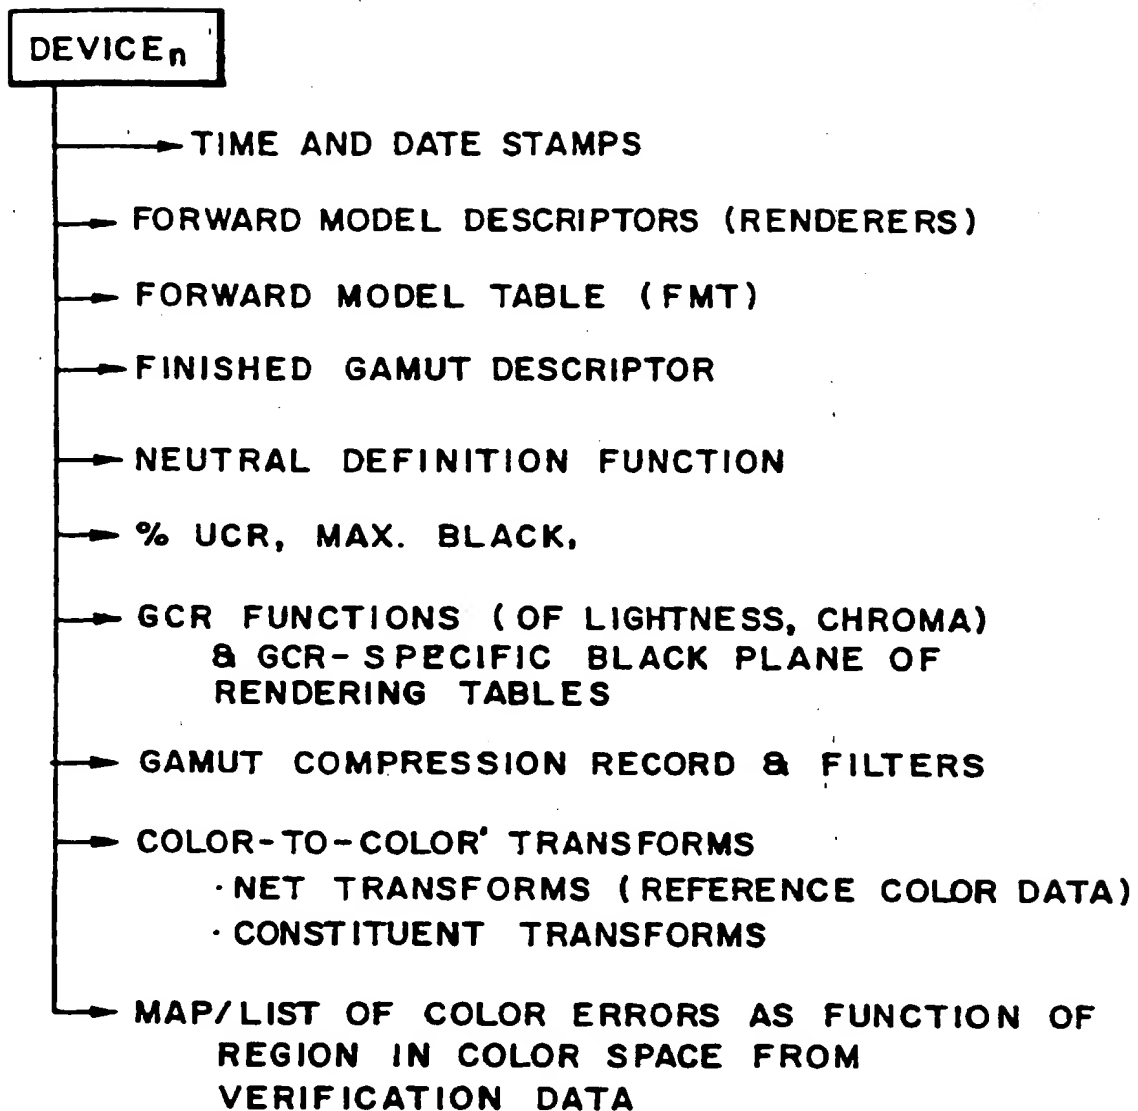 DEVICEn
TIME AND DATE STAMPS
FORWARD MODEL DESCRIPTORS (RENDERERS)
FORWARD MODEL TABLE (FMT)
FINISHED GAMUT DESCRIPTOR
NEUTRAL DEFINITION FUNCTION
% UCR, MAX. BLACK,
GCR FUNCTIONS (OF LIGHTNESS, CHROMA)
& GCR-SPECIFIC BLACK PLANE OF
RENDERING TABLES
GAMUT COMPRESSION RECORD & FILTERS
COLOR-TO-COLOR' TRANSFORMS
· NET TRANSFORMS (REFERENCE COLOR DATA)
· CONSTITUENT TRANSFORMS
MAP/LIST OF COLOR ERRORS AS FUNCTION OF
REGION IN COLOR SPACE FROM
VERIFICATION DATA